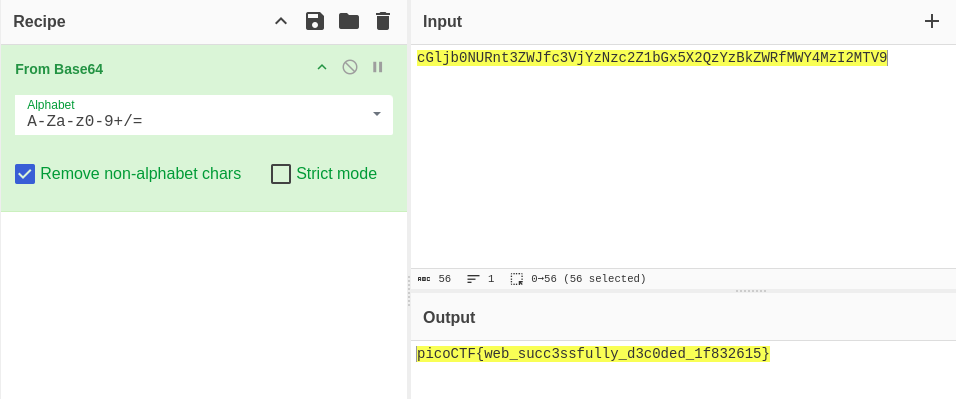 Recipe
From Base64
Alphabet
A-Za-z0-9+/=
Remove non-alphabet chars
Strict mode
Input
cGljb0NURnt3ZWJfc3VjYzNzc2Z1bGx5X2QzYzBkZWRfMWY4MzI2MTV9
ABC 56 1 0→56 (56 selected)
Output
picoCTF{web_succ3ssfully_d3c0ded_1f832615}